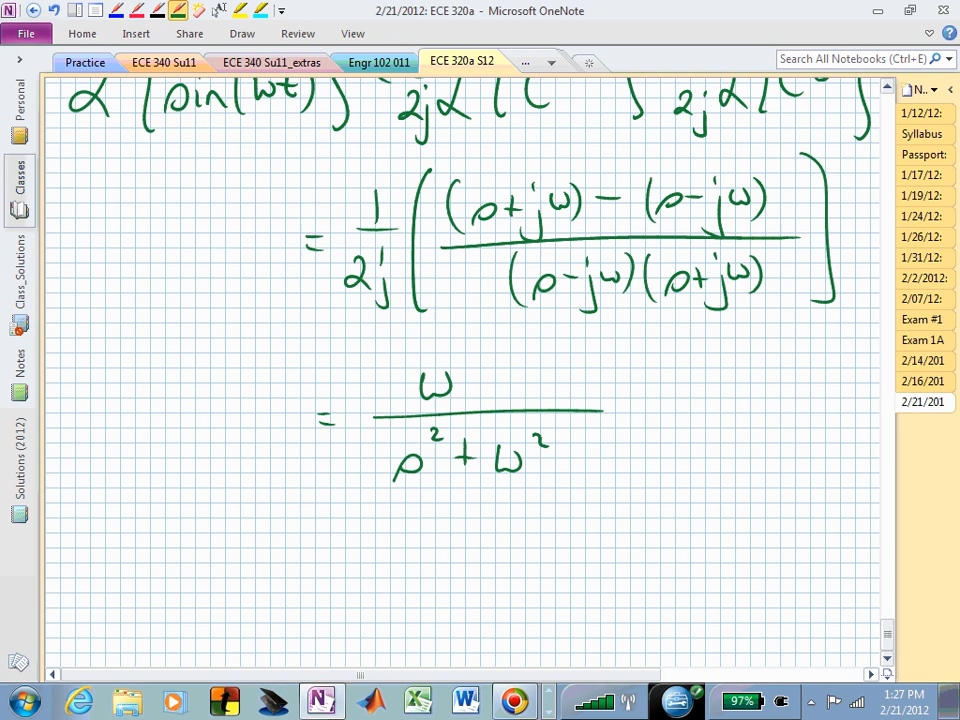 2/21/2012: ECE 320a - Microsoft OneNote
File Home Insert Share Draw Review View
Practice ECE 340 Su11 ECE 340 Su11_extras Engr 102 011 ECE 320a S12 ...
Search All Notebooks (Ctrl+E)
Personal
Classes
Class_Solutions
Notes
Solutions (2012)
N..
1/12/12:
Syllabus
Passport:
1/17/12:
1/19/12:
1/24/12:
1/26/12:
1/31/12:
2/2/2012:
2/07/12:
Exam #1
Exam 1A
2/14/201
2/16/201
2/21/201
ℒ{sin(ωt)} 2j ℒ{ } 2j ℒ{ }
= 1/2j [ ((s+jω) - (s-jω)) / ((s-jω)(s+jω)) ]
= ω / (s² + ω²)
97%
1:27 PM
2/21/2012